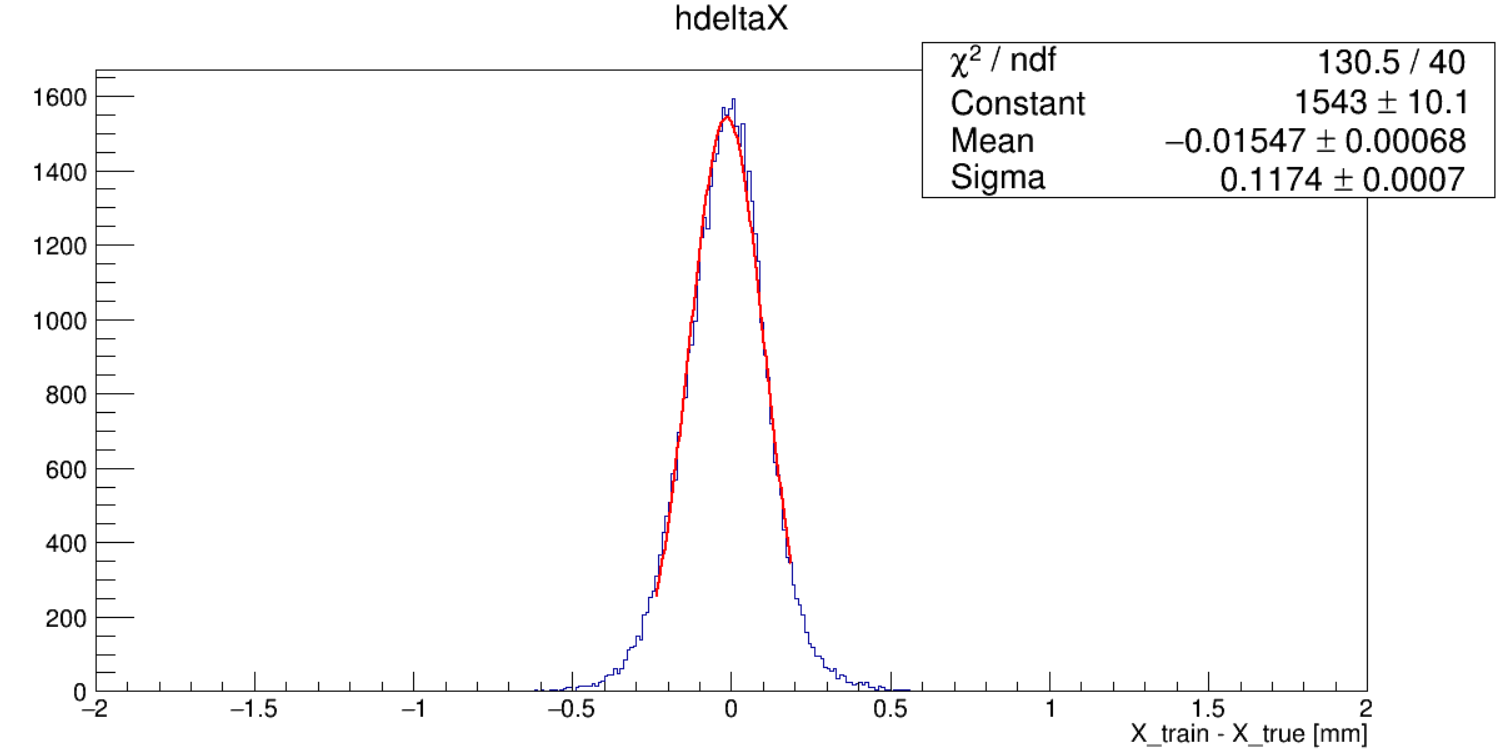 hdeltaX
χ² / ndf 130.5 / 40
Constant 1543 ± 10.1
Mean −0.01547 ± 0.00068
Sigma 0.1174 ± 0.0007
1600
1400
1200
1000
800
600
400
200
0
−2 −1.5 −1 −0.5 0 0.5 1 1.5 2
X_train - X_true [mm]